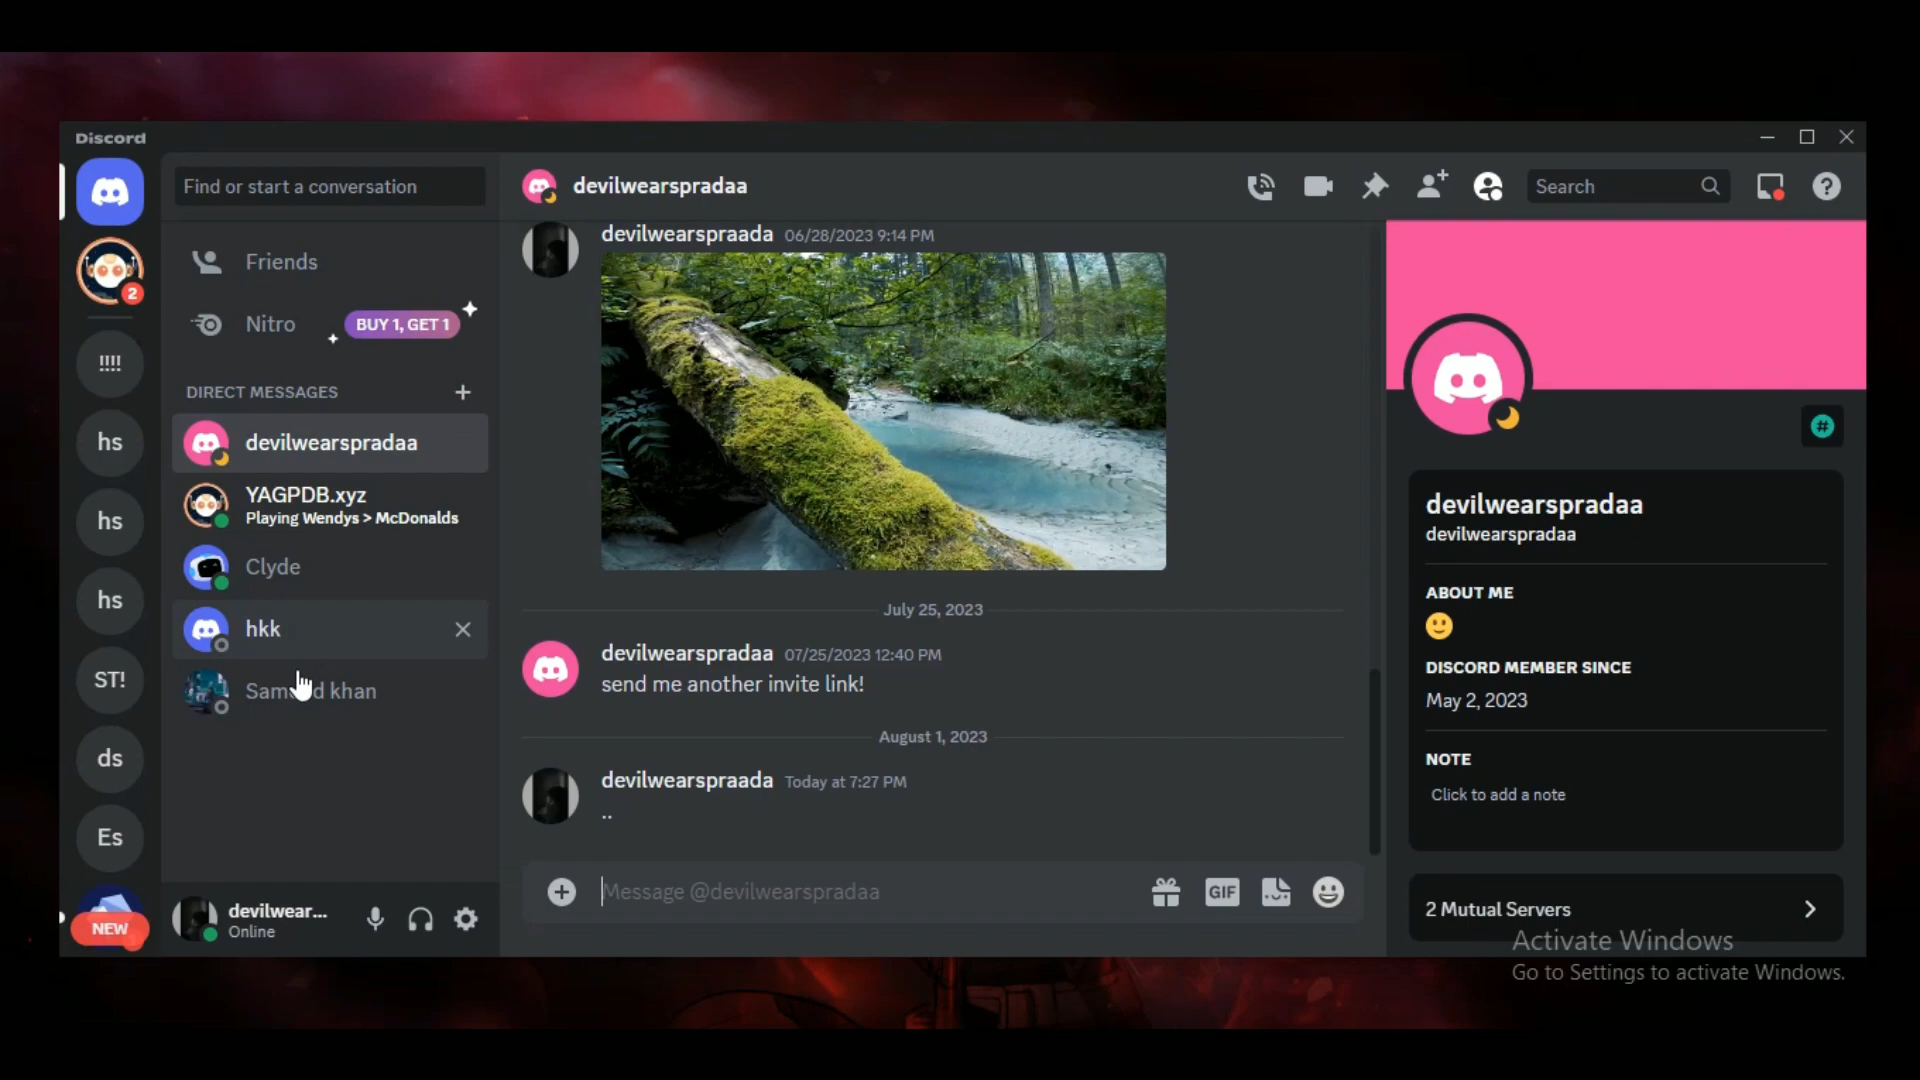 Discord
Find or start a conversation
Friends
Nitro
BUY 1, GET 1
DIRECT MESSAGES
devilwearspradaa
YAGPDB.xyz
Playing Wendys > McDonalds
Clyde
hkk
khan
2
!!!!
hs
hs
hs
ST!
ds
Es
NEW
devilwear...
Online
devilwearspradaa
Search
devilwearspraada 06/28/2023 9:14 PM
July 25, 2023
devilwearspradaa 07/25/2023 12:40 PM
send me another invite link!
August 1, 2023
devilwearspraada Today at 7:27 PM
..
Message @devilwearspradaa
GIF
devilwearspradaa
devilwearspradaa
ABOUT ME
DISCORD MEMBER SINCE
May 2, 2023
NOTE
Click to add a note
2 Mutual Servers
Activate Windows
Go to Settings to activate Windows.